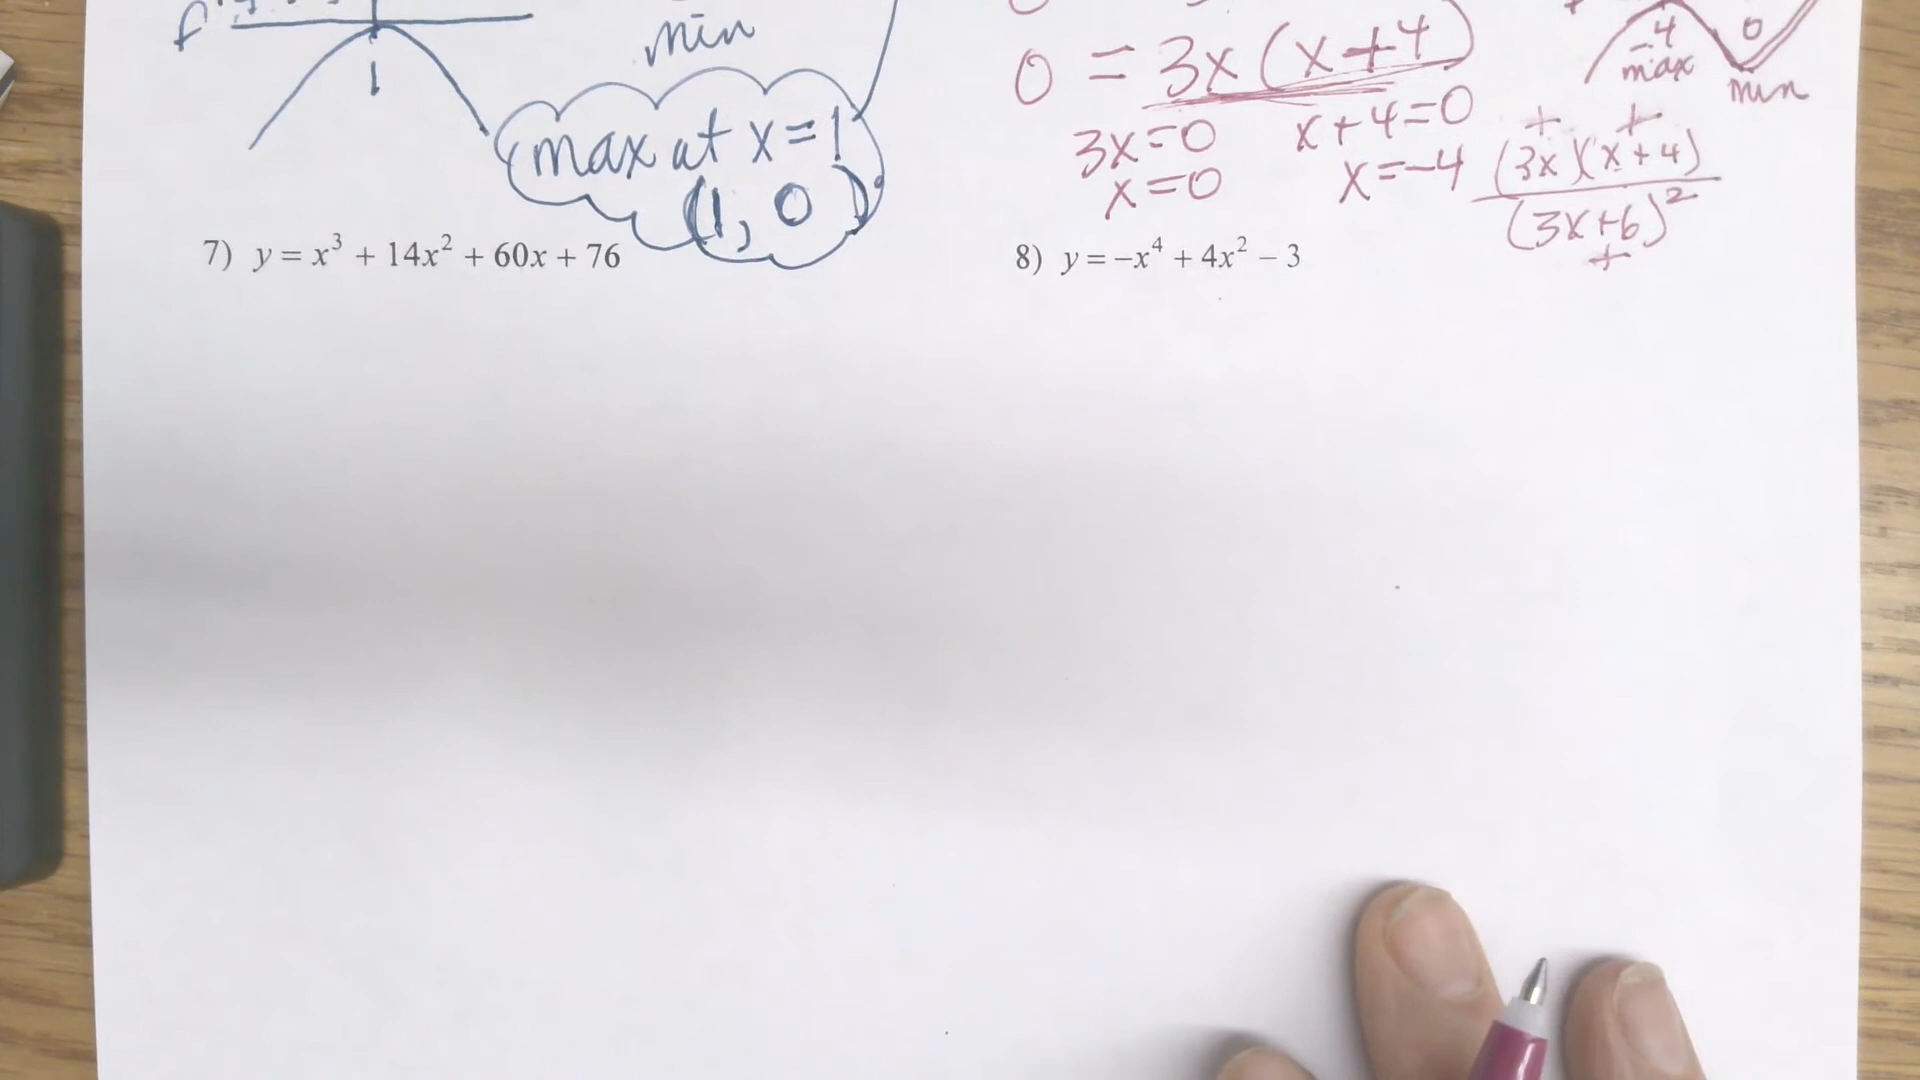 min
max at x = 1
(1, 0)
1
0 = 3x (x+4)
3x = 0 x + 4 = 0
x = 0 x = -4
-4
max
0
min
+ +
(3x)(x + 4)
(3x+6)²
+
7) y = x³ + 14x² + 60x + 76
8) y = −x⁴ + 4x² − 3